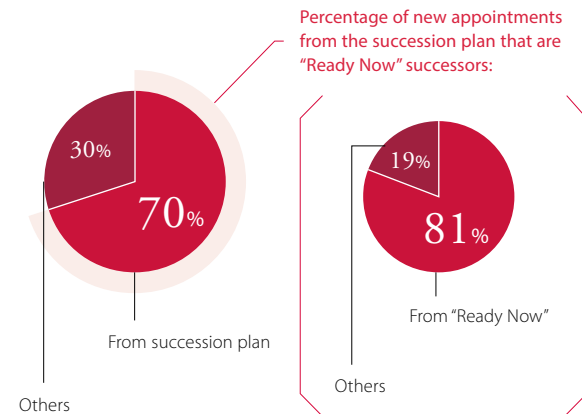 Percentage of new appointments
from the succession plan that are
“Ready Now” successors:
30%
70%
From succession plan
Others
19%
81%
From “Ready Now”
Others